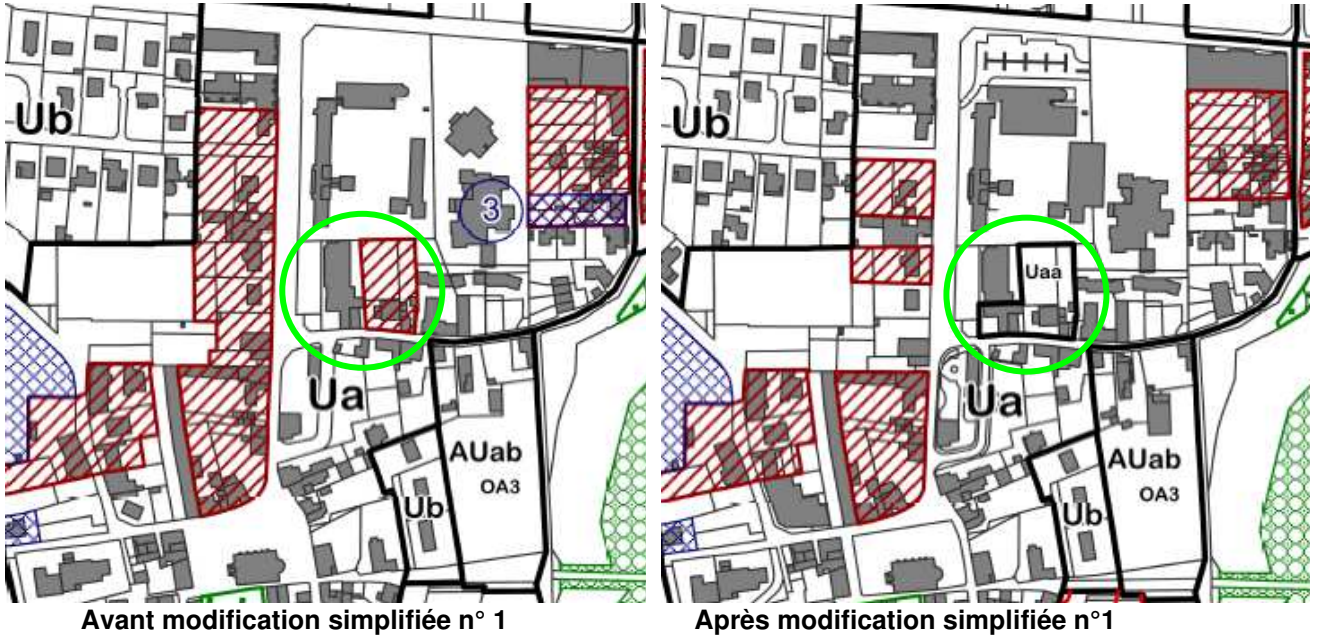 Ub
3
Ua
AUab
OA3
Ub
Ub
Uaa
Ua
AUab
OA3
Ub
Avant modification simplifiée n° 1
Après modification simplifiée n°1